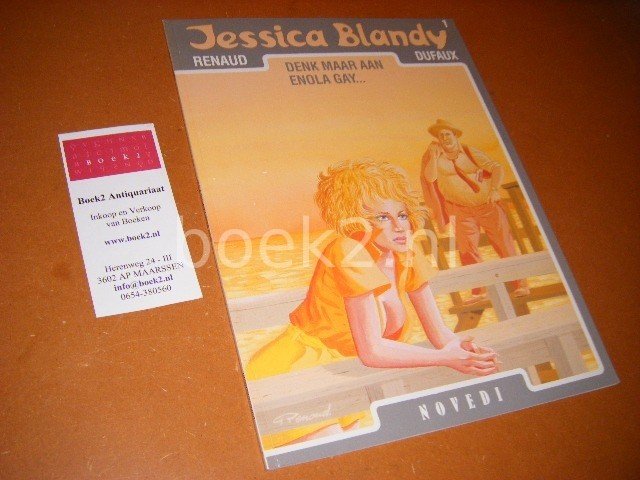 Jessica Blandy
1
RENAUD
DUFAUX
DENK MAAR AAN
ENOLA GAY...
BOEK2
Boek2 Antiquariaat
Inkoop en Verkoop
van Boeken
www.boek2.nl
Herenweg 24 - III
3602 AP MAARSSEN
info@boek2.nl
0654-380560
boek2.nl
Renaud
NOVEDI